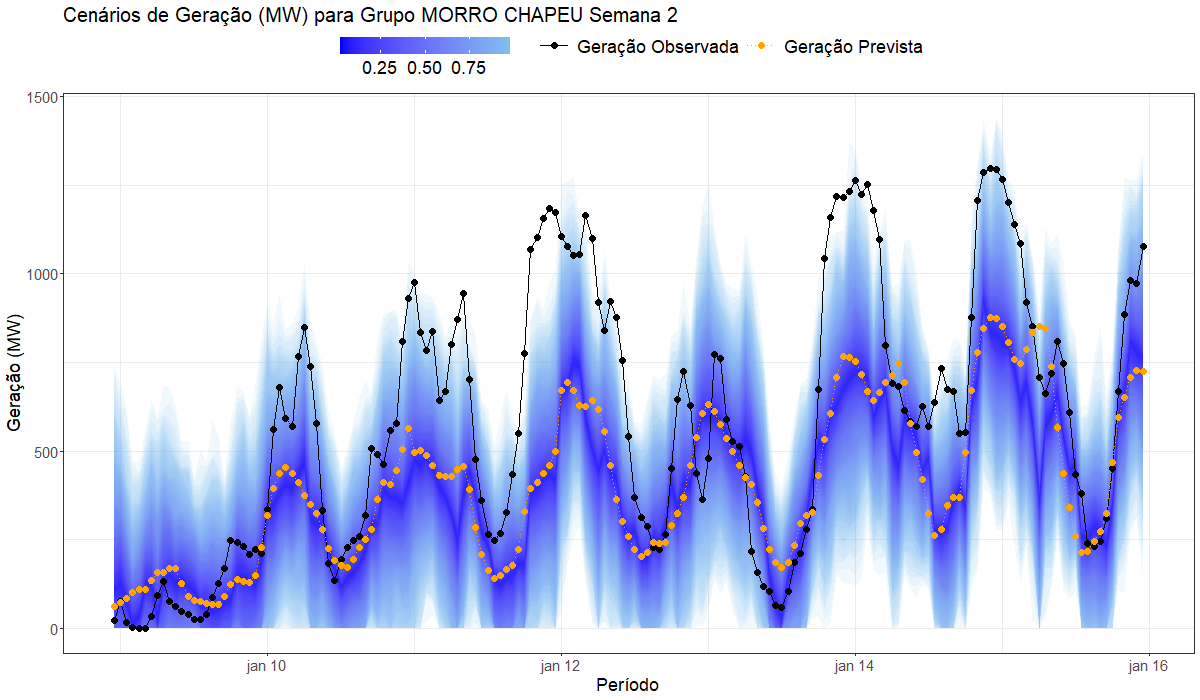 Cenários de Geração (MW) para Grupo MORRO CHAPEU Semana 2
0.25 0.50 0.75 Geração Observada Geração Prevista
1500
1000
500
0
Geração (MW)
jan 10 jan 12 jan 14 jan 16
Período